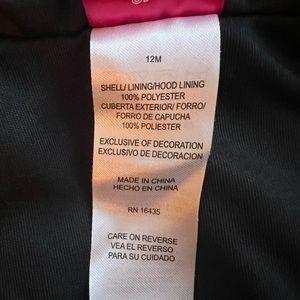 12M
SHELL/ LINING/HOOD LINING
100% POLYESTER
CUBIERTA EXTERIOR/ FORRO/
FORRO DE CAPUCHA
100% POLIESTER
EXCLUSIVE OF DECORATION
EXCLUSIVO DE DECORACION
MADE IN CHINA
HECHO EN CHINA
RN 16435
CARE ON REVERSE
VEA EL REVERSO
PARA SU CUIDADO